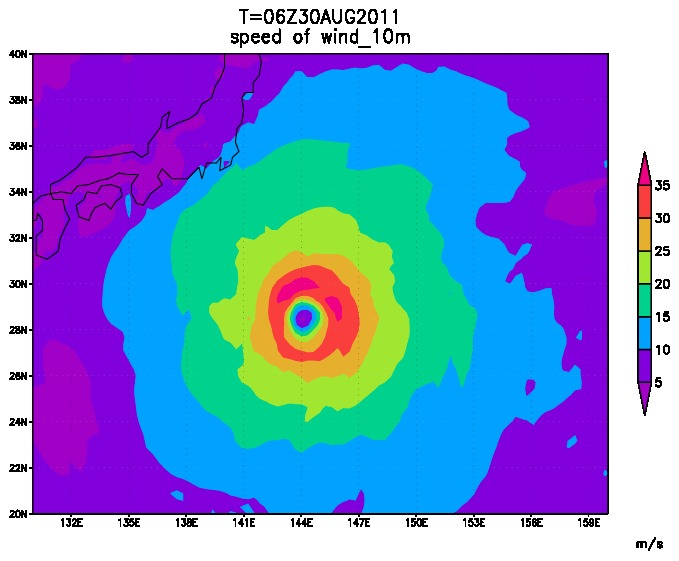 T=06Z30AUG2011
speed of wind_10m
40N
38N
36N
34N
32N
30N
28N
26N
24N
22N
20N
132E 135E 138E 141E 144E 147E 150E 153E 156E 159E
35
30
25
20
15
10
5
m/s